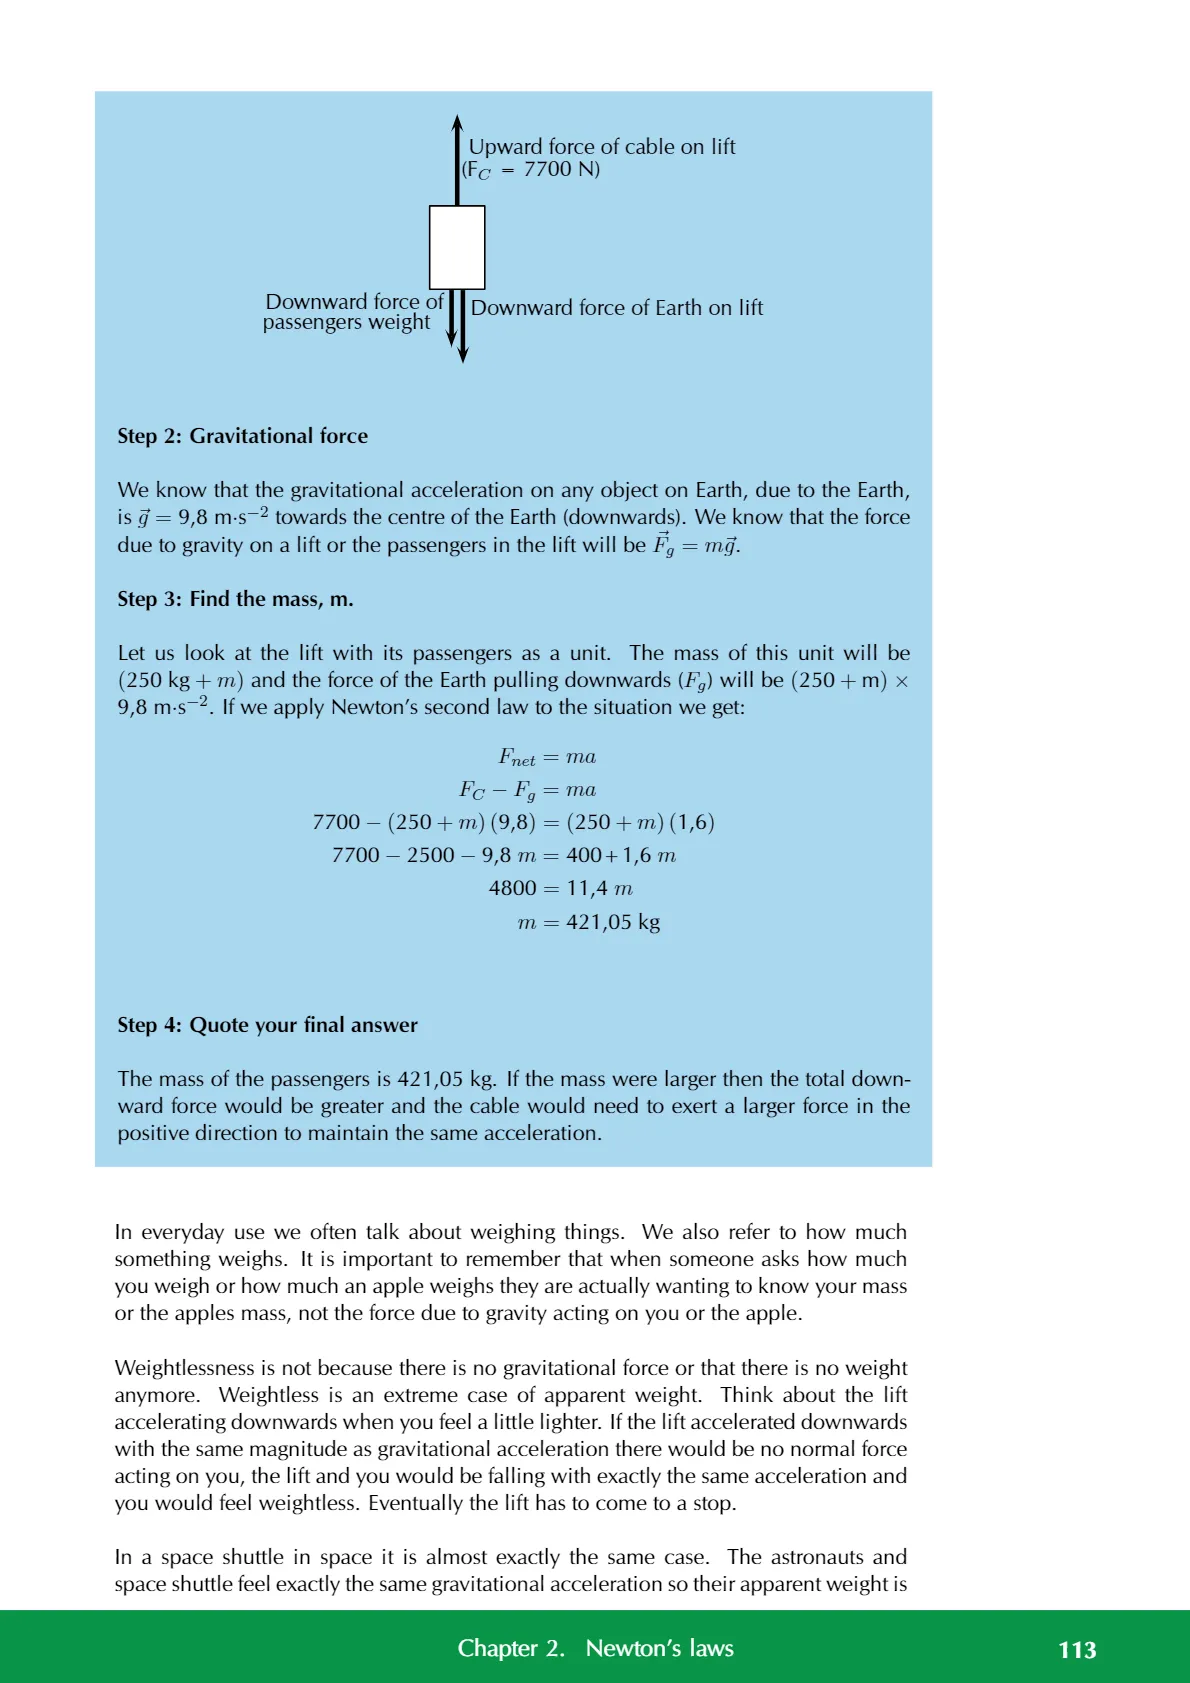 Upward force of cable on lift
(F_C = 7700 N)
Downward force of
passengers weight
Downward force of Earth on lift
Step 2: Gravitational force
We know that the gravitational acceleration on any object on Earth, due to the Earth,
is g⃗ = 9,8 m·s⁻² towards the centre of the Earth (downwards). We know that the force
due to gravity on a lift or the passengers in the lift will be F⃗_g = mg⃗.
Step 3: Find the mass, m.
Let us look at the lift with its passengers as a unit. The mass of this unit will be
(250 kg + m) and the force of the Earth pulling downwards (F_g) will be (250 + m) ×
9,8 m·s⁻². If we apply Newton's second law to the situation we get:
F_net = ma
F_C − F_g = ma
7700 − (250 + m) (9,8) = (250 + m) (1,6)
7700 − 2500 − 9,8 m = 400 + 1,6 m
4800 = 11,4 m
m = 421,05 kg
Step 4: Quote your final answer
The mass of the passengers is 421,05 kg. If the mass were larger then the total down-
ward force would be greater and the cable would need to exert a larger force in the
positive direction to maintain the same acceleration.
In everyday use we often talk about weighing things. We also refer to how much
something weighs. It is important to remember that when someone asks how much
you weigh or how much an apple weighs they are actually wanting to know your mass
or the apples mass, not the force due to gravity acting on you or the apple.
Weightlessness is not because there is no gravitational force or that there is no weight
anymore. Weightless is an extreme case of apparent weight. Think about the lift
accelerating downwards when you feel a little lighter. If the lift accelerated downwards
with the same magnitude as gravitational acceleration there would be no normal force
acting on you, the lift and you would be falling with exactly the same acceleration and
you would feel weightless. Eventually the lift has to come to a stop.
In a space shuttle in space it is almost exactly the same case. The astronauts and
space shuttle feel exactly the same gravitational acceleration so their apparent weight is
Chapter 2. Newton's laws
113